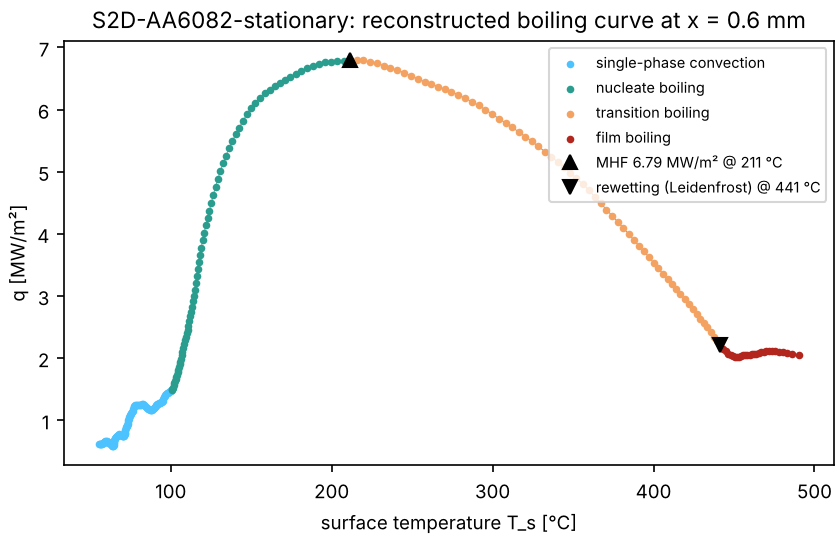 S2D-AA6082-stationary: reconstructed boiling curve at x = 0.6 mm
7
6
5
4
3
2
1
q [MW/m²]
single-phase convection
nucleate boiling
transition boiling
film boiling
MHF 6.79 MW/m² @ 211 °C
rewetting (Leidenfrost) @ 441 °C
100
200
300
400
500
surface temperature T_s [°C]